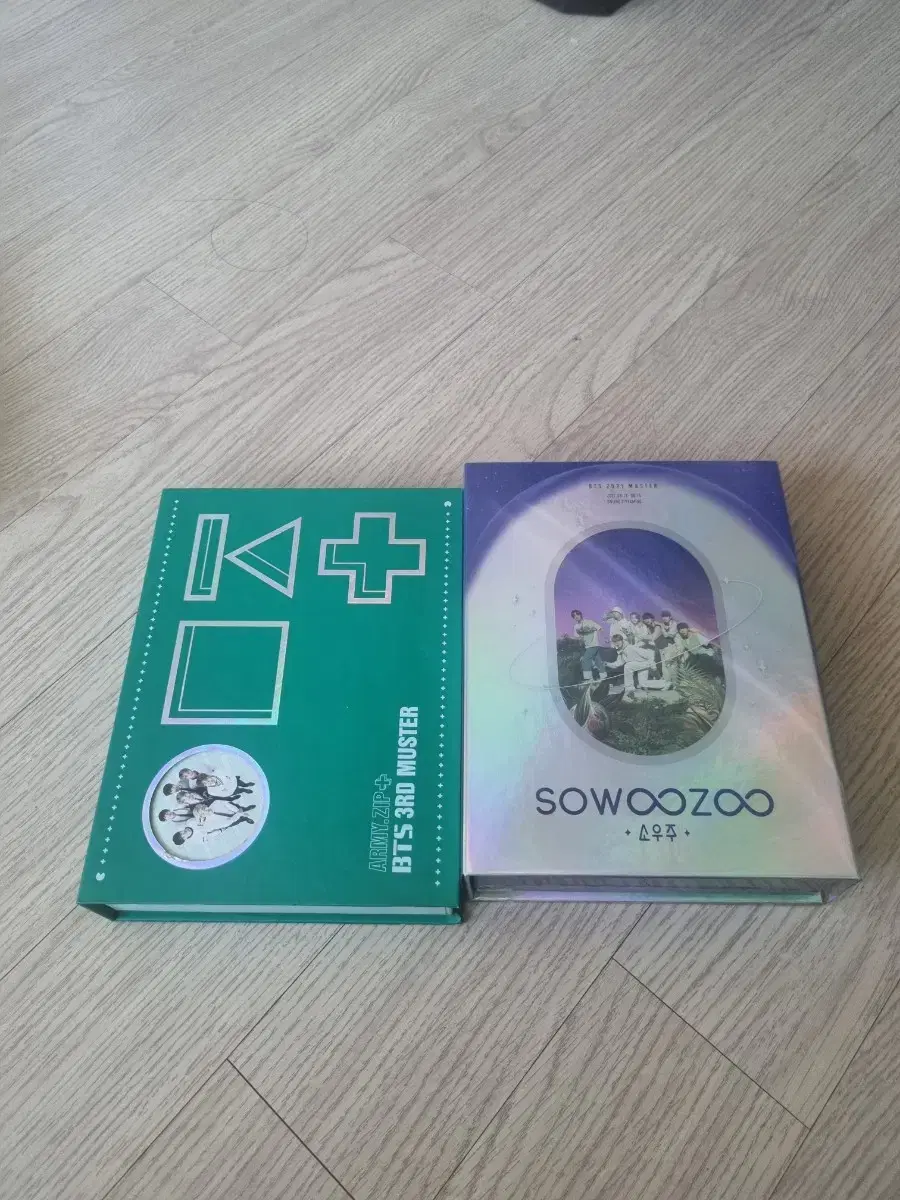 ARMY.ZIP+
BTS 3RD MUSTER
BTS 2021 MUSTER
SOWOOZOO
소우주